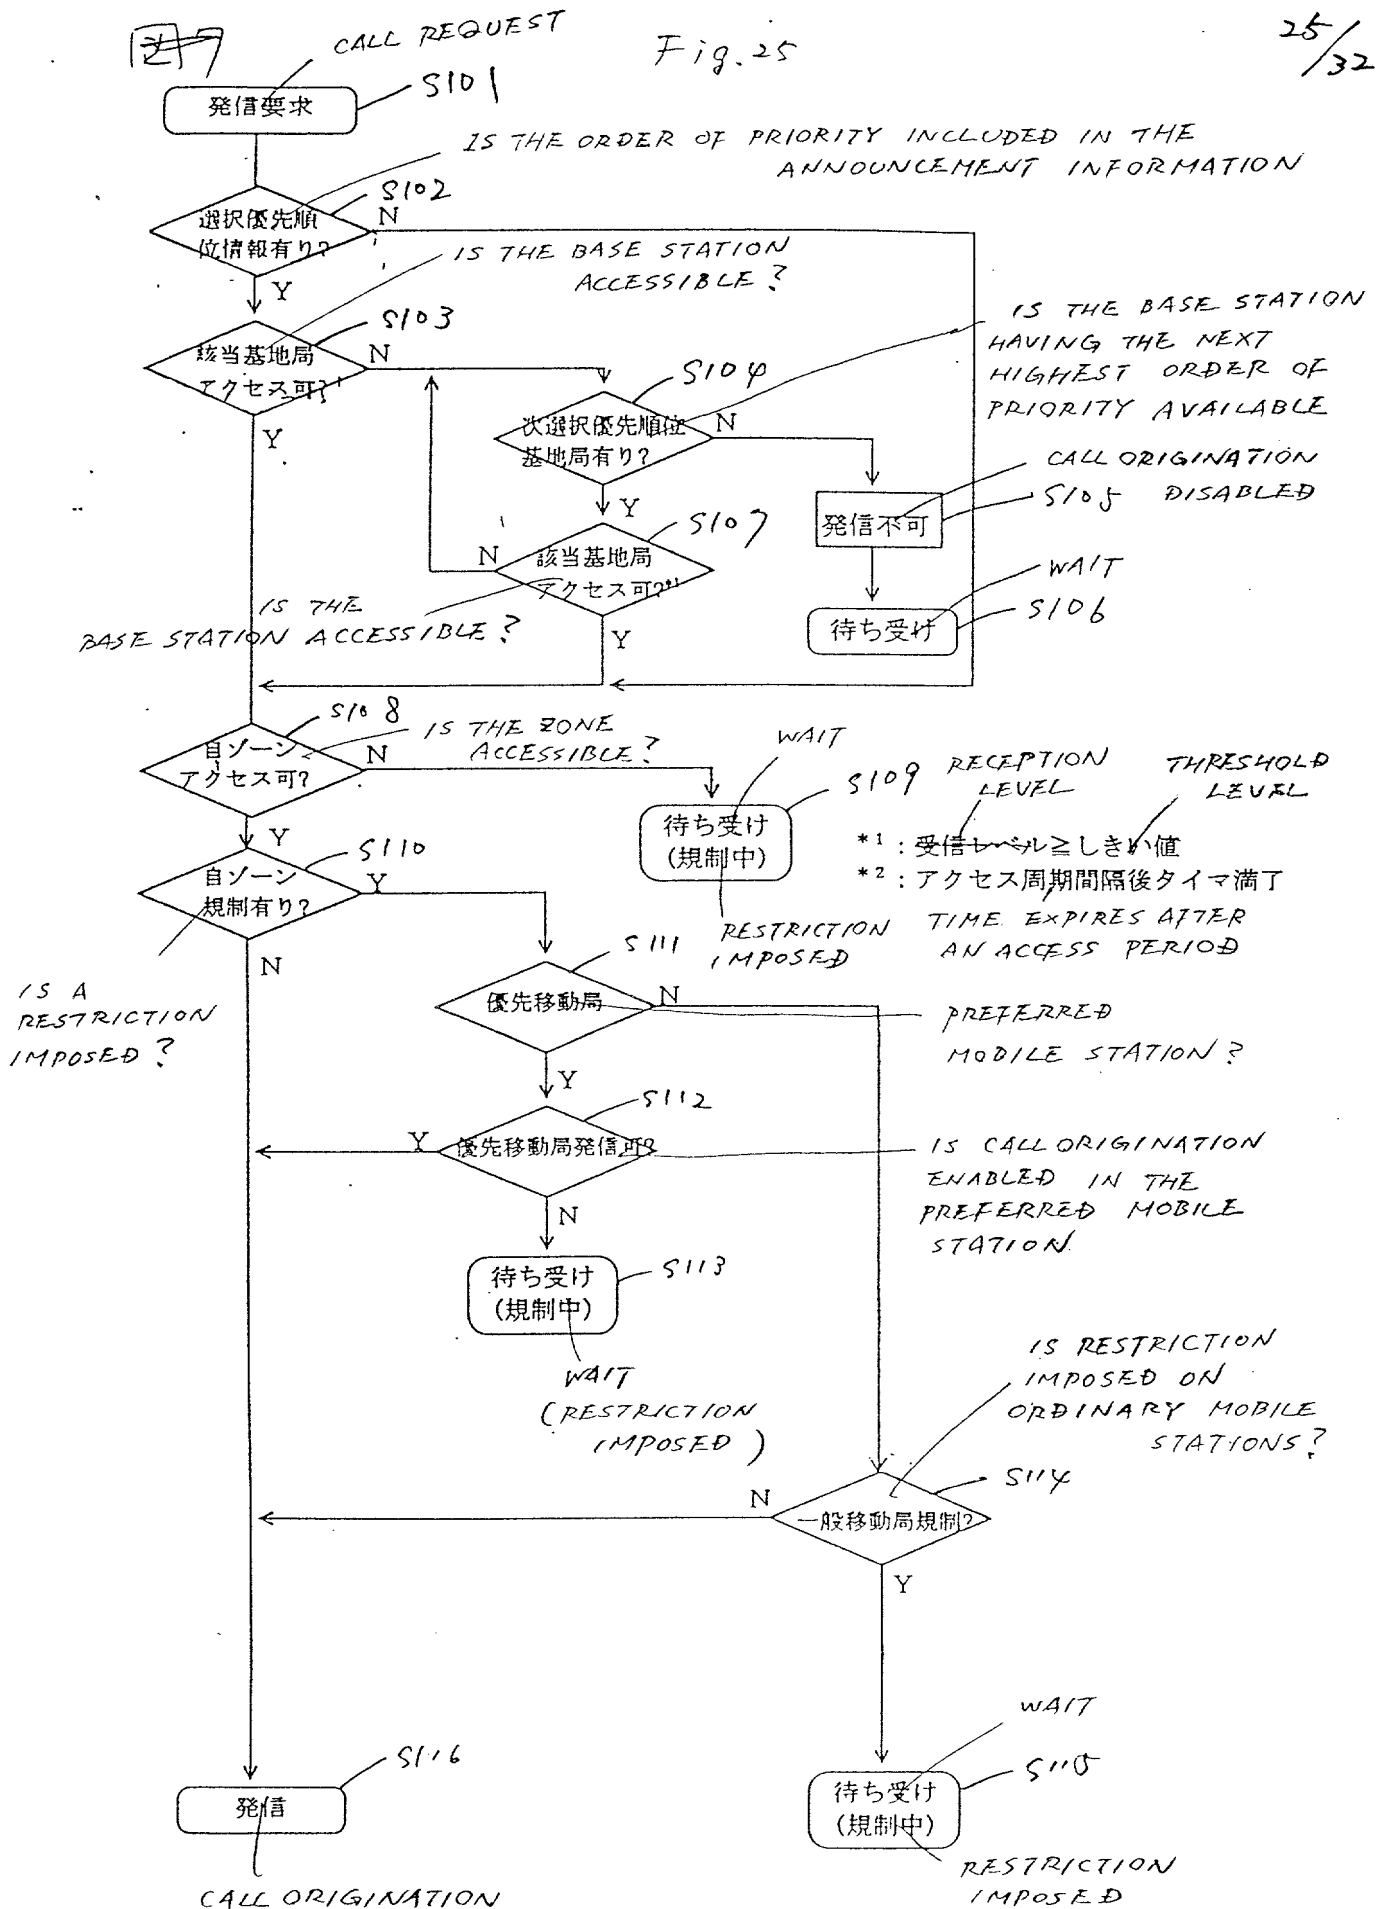 CALL REQUEST
Fig. 25
25/32
発信要求
S101
IS THE ORDER OF PRIORITY INCLUDED IN THE
ANNOUNCEMENT INFORMATION
S102
選択優先順
位情報有り?
N
Y
IS THE BASE STATION
ACCESSIBLE?
S103
該当基地局
アクセス可?
N
Y
IS THE BASE STATION
HAVING THE NEXT
HIGHEST ORDER OF
PRIORITY AVAILABLE
S104
次選択優先順位
基地局有り?
N
Y
CALL ORIGINATION
DISABLED
S105
発信不可
S107
該当基地局
アクセス可?*1
N
Y
IS THE
BASE STATION ACCESSIBLE?
WAIT
S106
待ち受け
S108
自ゾーン
アクセス可?
IS THE ZONE
ACCESSIBLE?
N
Y
WAIT
S109
待ち受け
(規制中)
RESTRICTION
IMPOSED
RECEPTION
LEVEL
THRESHOLD
LEVEL
*1:受信レベル≧しきい値
*2:アクセス周期間隔後タイマ満了
TIME EXPIRES AFTER
AN ACCESS PERIOD
S110
自ゾーン
規制有り?
Y
N
IS A
RESTRICTION
IMPOSED?
S111
優先移動局
N
Y
PREFERRED
MODILE STATION?
S112
優先移動局発信可?
Y
N
IS CALL ORIGINATION
ENABLED IN THE
PREFERRED MOBILE
STATION
S113
待ち受け
(規制中)
WAIT
(RESTRICTION
IMPOSED)
IS RESTRICTION
IMPOSED ON
ORDINARY MOBILE
STATIONS?
S114
一般移動局規制?
N
Y
WAIT
S115
待ち受け
(規制中)
RESTRICTION
IMPOSED
S116
発信
CALL ORIGINATION